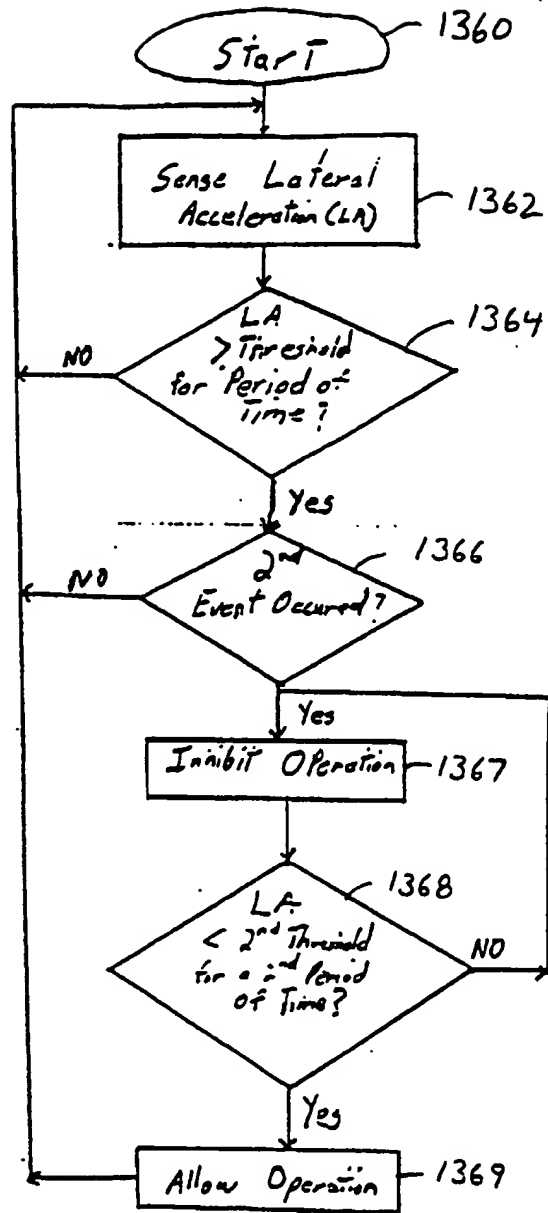 Start
1360
Sense Lateral
Acceleration (LA)
1362
LA
> Threshold
for Period of
Time?
1364
NO
Yes
2nd
Event Occured?
1366
NO
Yes
Inhibit Operation
1367
LA
< 2nd Threshold
for a 2nd Period
of Time?
1368
NO
Yes
Allow Operation
1369